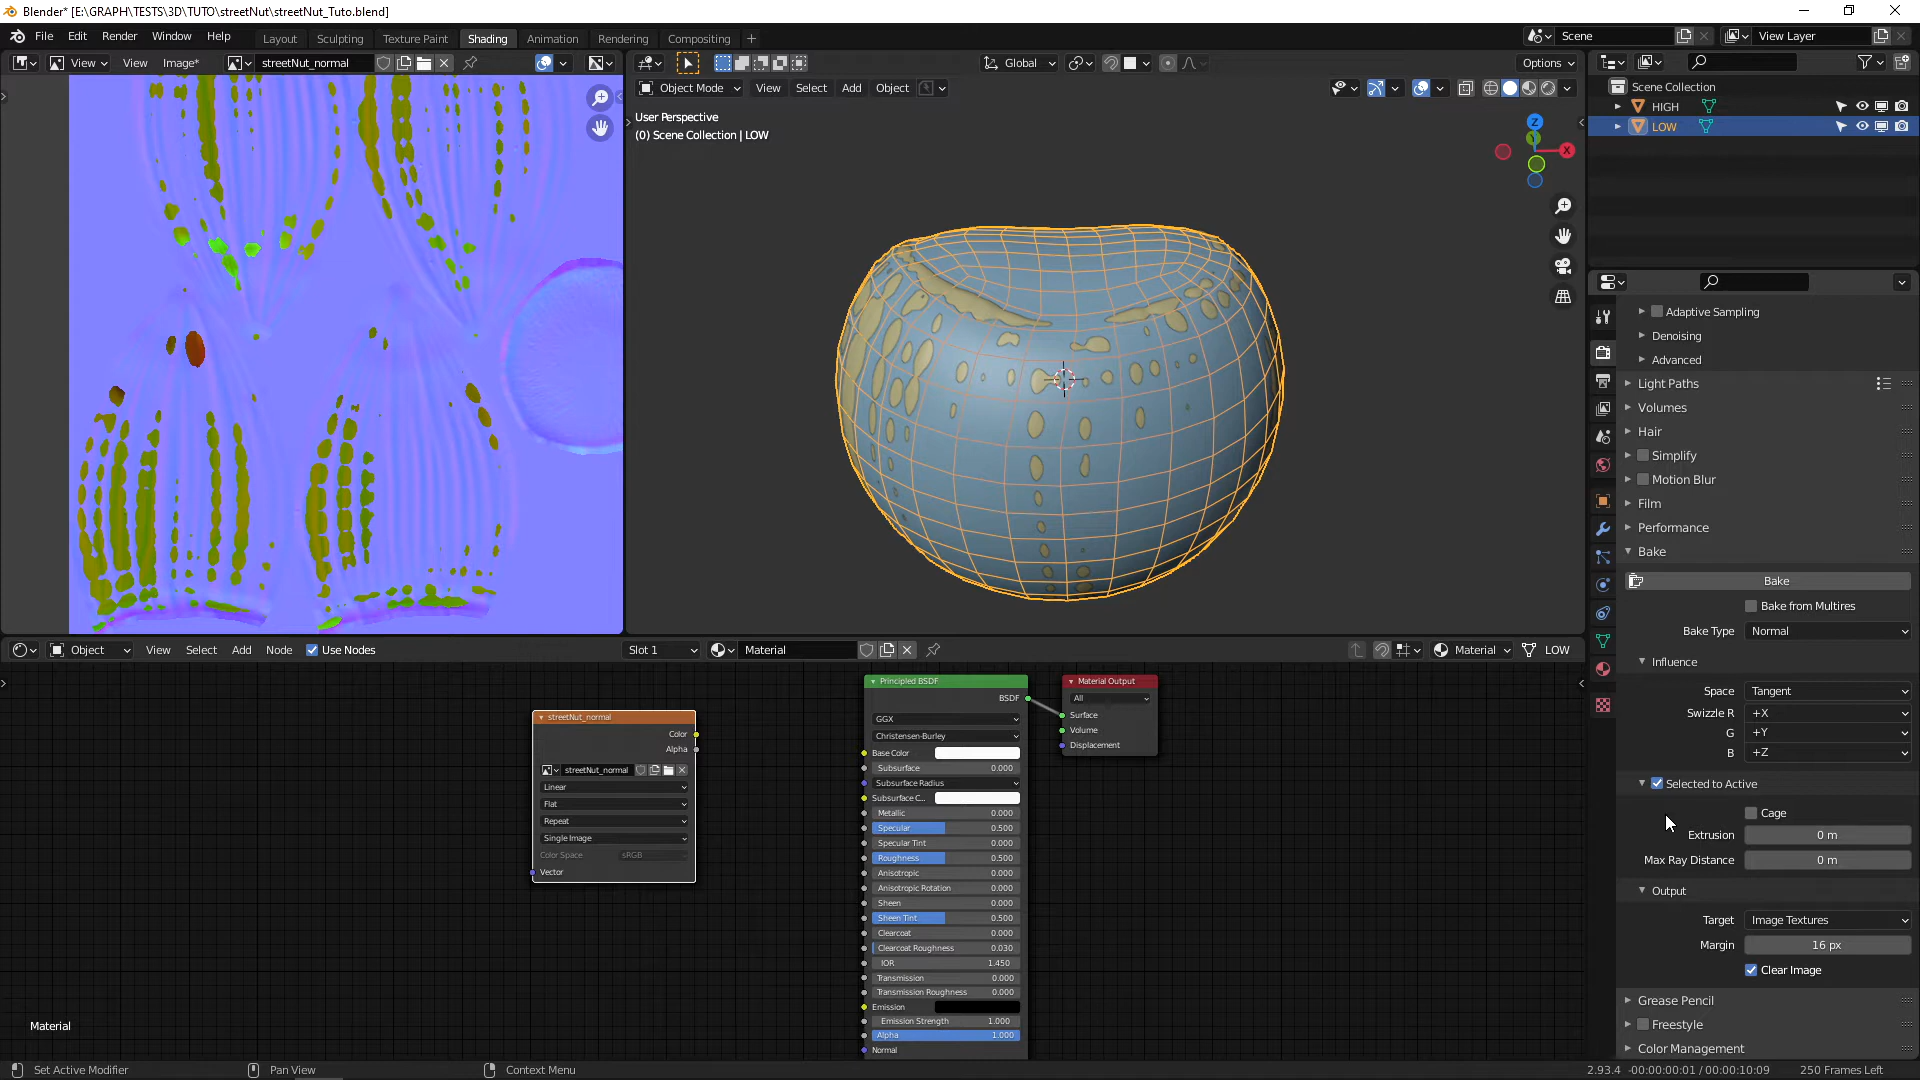 Blender* [E:\GRAPH\TESTS\3D\TUTO\streetNut\streetNut_Tuto.blend]
File Edit Render Window Help Layout Sculpting Texture Paint Shading Animation Rendering Compositing + Scene View Layer
View View Image* streetNut_normal Global Options
Object Mode View Select Add Object
User Perspective
(0) Scene Collection | LOW
Z
X
Scene Collection
HIGH
LOW
Adaptive Sampling
Denoising
Advanced
Light Paths
Volumes
Hair
Simplify
Motion Blur
Film
Performance
Bake
Bake
Bake from Multires
Bake Type Normal
Influence
Space Tangent
Swizzle R +X
G +Y
B +Z
Selected to Active
Cage
Extrusion 0 m
Max Ray Distance 0 m
Output
Target Image Textures
Margin 16 px
Clear Image
Grease Pencil
Freestyle
Color Management
Object View Select Add Node Use Nodes Slot 1 Material Material LOW
streetNut_normal
Color
Alpha
streetNut_normal
Linear
Flat
Repeat
Single Image
Color Space sRGB
Vector
Principled BSDF
BSDF
GGX
Christensen-Burley
Base Color
Subsurface 0.000
Subsurface Radius
Subsurface C...
Metallic 0.000
Specular 0.500
Specular Tint 0.000
Roughness 0.500
Anisotropic 0.000
Anisotropic Rotation 0.000
Sheen 0.000
Sheen Tint 0.500
Clearcoat 0.000
Clearcoat Roughness 0.030
IOR 1.450
Transmission 0.000
Transmission Roughness 0.000
Emission
Emission Strength 1.000
Alpha 1.000
Normal
Material Output
All
Surface
Volume
Displacement
Material
Set Active Modifier Pan View Context Menu 2.93.4 -00:00:00:01 / 00:00:10:09 250 Frames Left